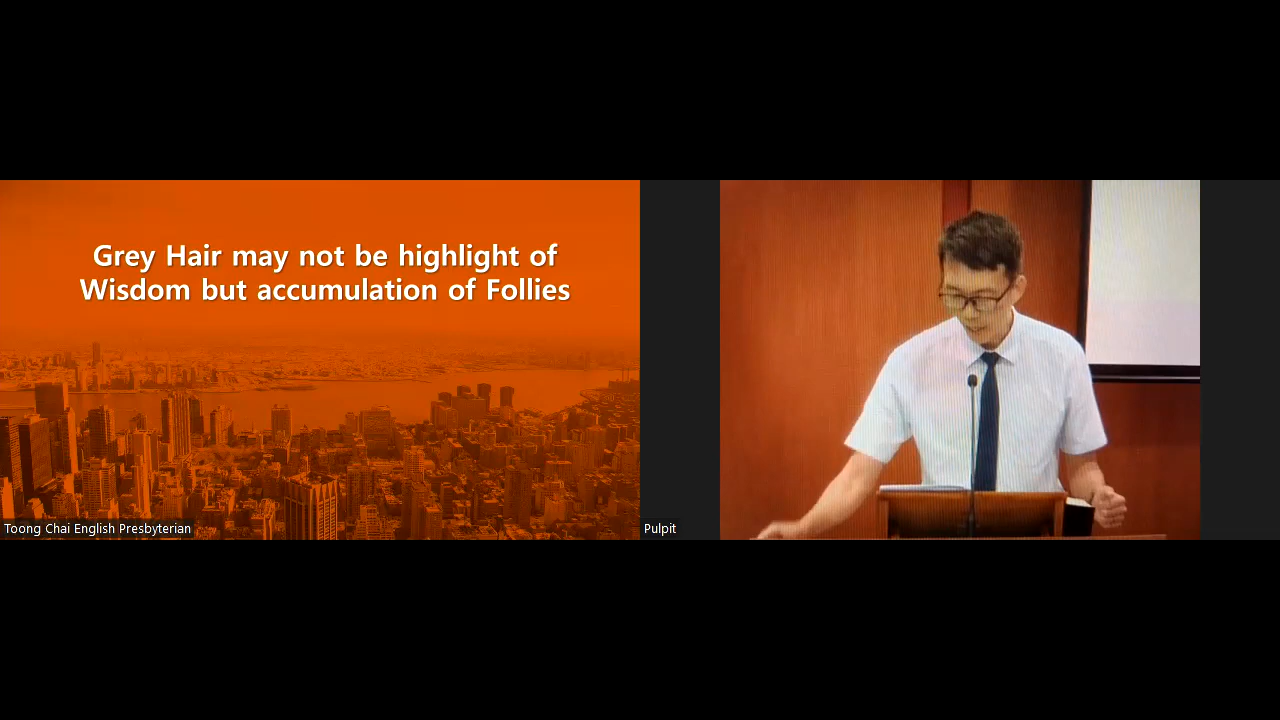 Grey Hair may not be highlight of
Wisdom but accumulation of Follies
Toong Chai English Presbyterian
Pulpit